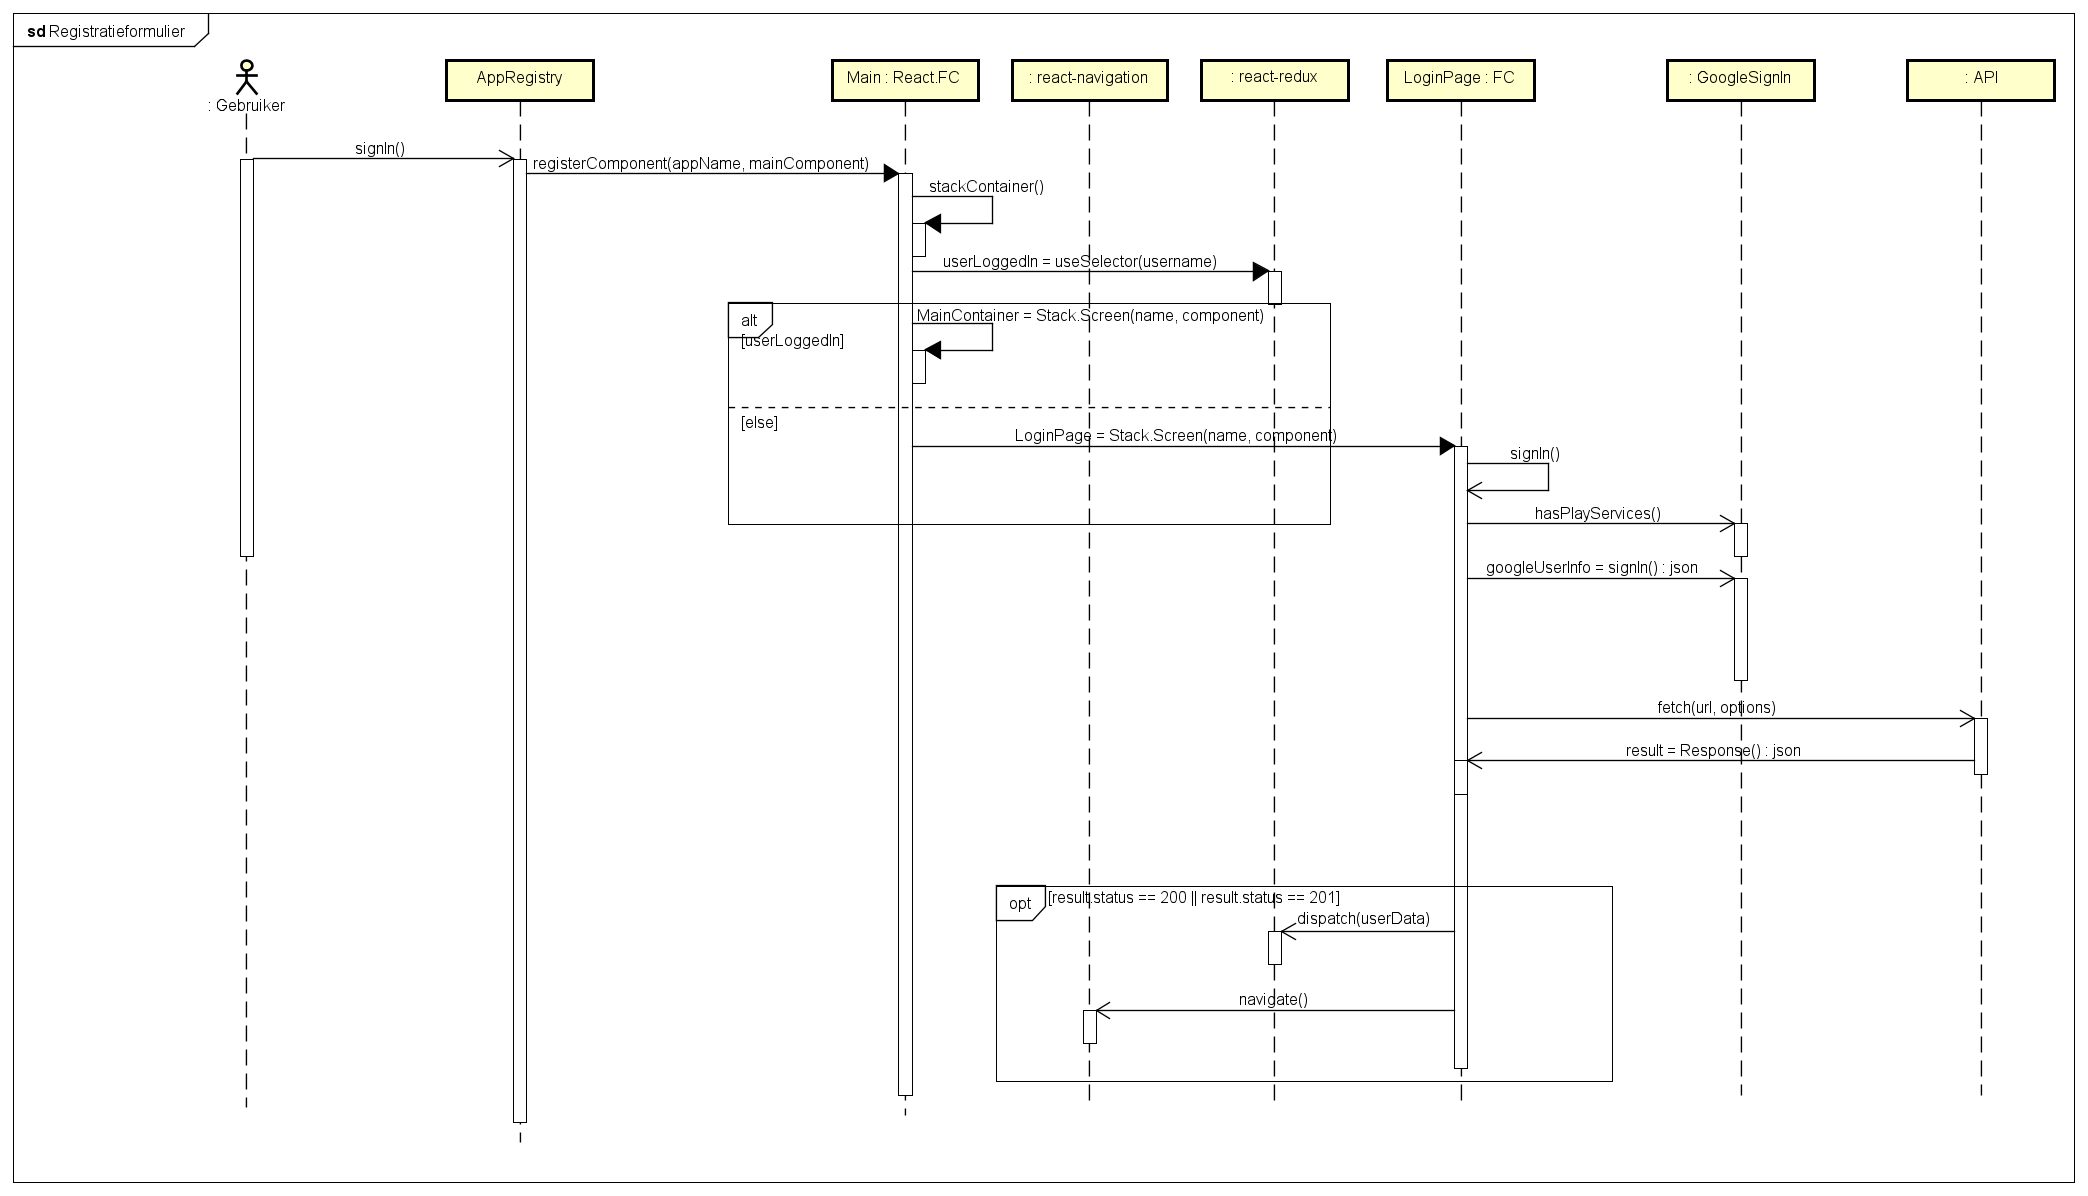 sd Registratieformulier
: Gebruiker
AppRegistry
Main : React.FC
: react-navigation
: react-redux
LoginPage : FC
: GoogleSignIn
: API
signIn()
registerComponent(appName, mainComponent)
stackContainer()
userLoggedIn = useSelector(username)
alt
MainContainer = Stack.Screen(name, component)
[userLoggedIn]
[else]
LoginPage = Stack.Screen(name, component)
signIn()
hasPlayServices()
googleUserInfo = signIn() : json
fetch(url, options)
result = Response() : json
opt
[result.status == 200 || result.status == 201]
dispatch(userData)
navigate()